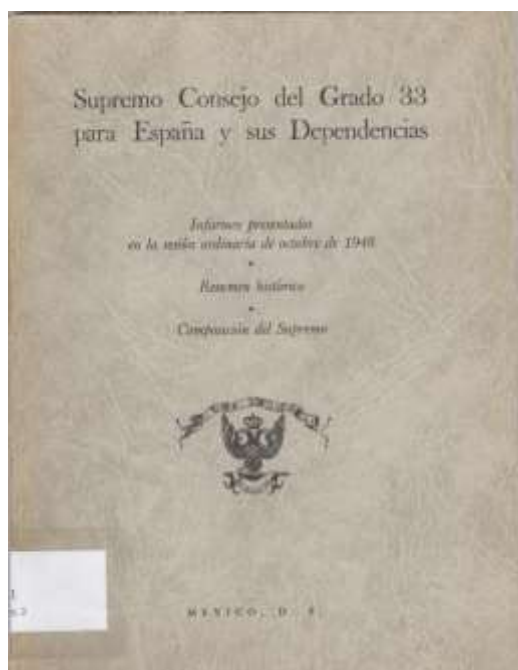 Supremo Consejo del Grado 33
para España y sus Dependencias
Informes presentados
en la sesión ordinaria de octubre de 1948
Resumen histórico
Composición del Supremo
MEXICO, D. F.